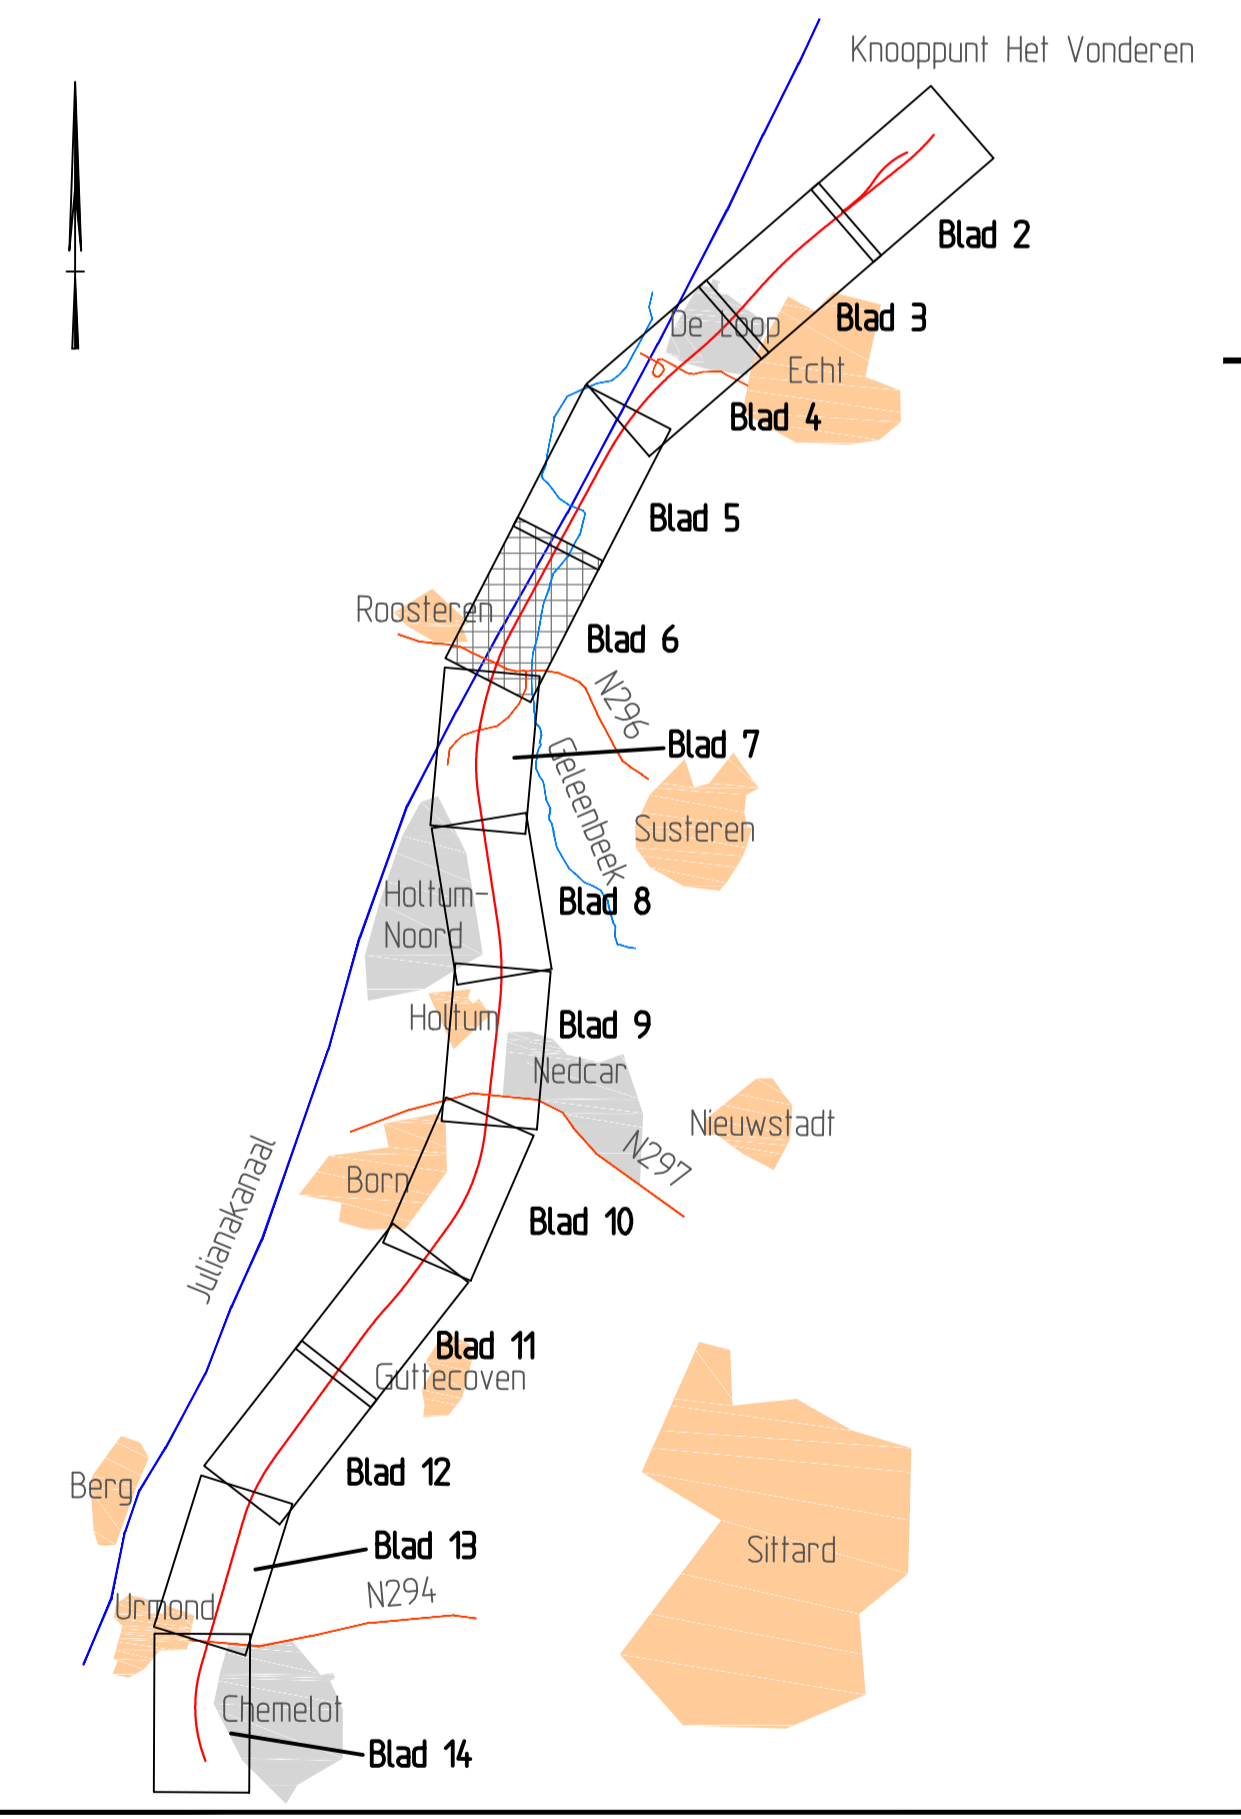 Knooppunt Het Vonderen
Blad 2
Blad 3
De Loop
Echt
Blad 4
Blad 5
Roosteren
Blad 6
N296
Blad 7
Geleenbeek
Susteren
Holtum-
Noord
Blad 8
Holtum
Blad 9
Nedcar
Nieuwstadt
N297
Born
Julianakanaal
Blad 10
Blad 11
Guttecoven
Blad 12
Berg
Blad 13
Sittard
N294
Urmond
Chemelot
Blad 14